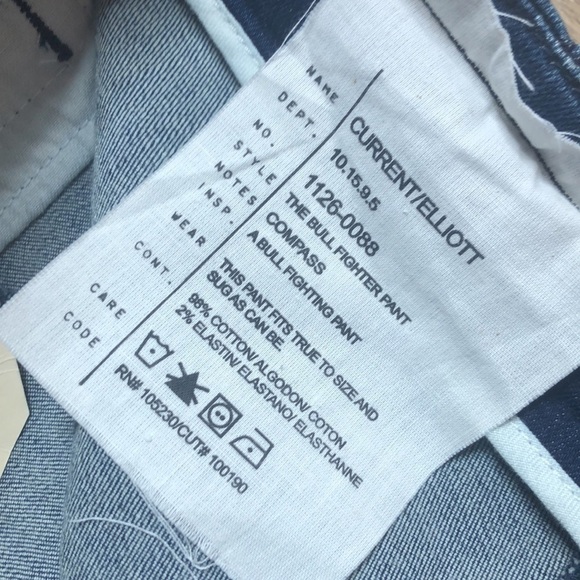 NAME CURRENT/ELLIOTT
DEPT. 10.15.9.5
NO. 1126-0088
STYLE THE BULL FIGHTER PANT
NOTES COMPASS
INSP. A BULL FIGHTING PANT
WEAR THIS PANT FITS TRUE TO SIZE AND
SUG AS CAN BE
CONT. 98% COTTON/ ALGODON/ COTON
2% ELASTIN/ ELASTANO/ ELASTHANNE
CARE
CODE RN# 105230/CUT# 100190